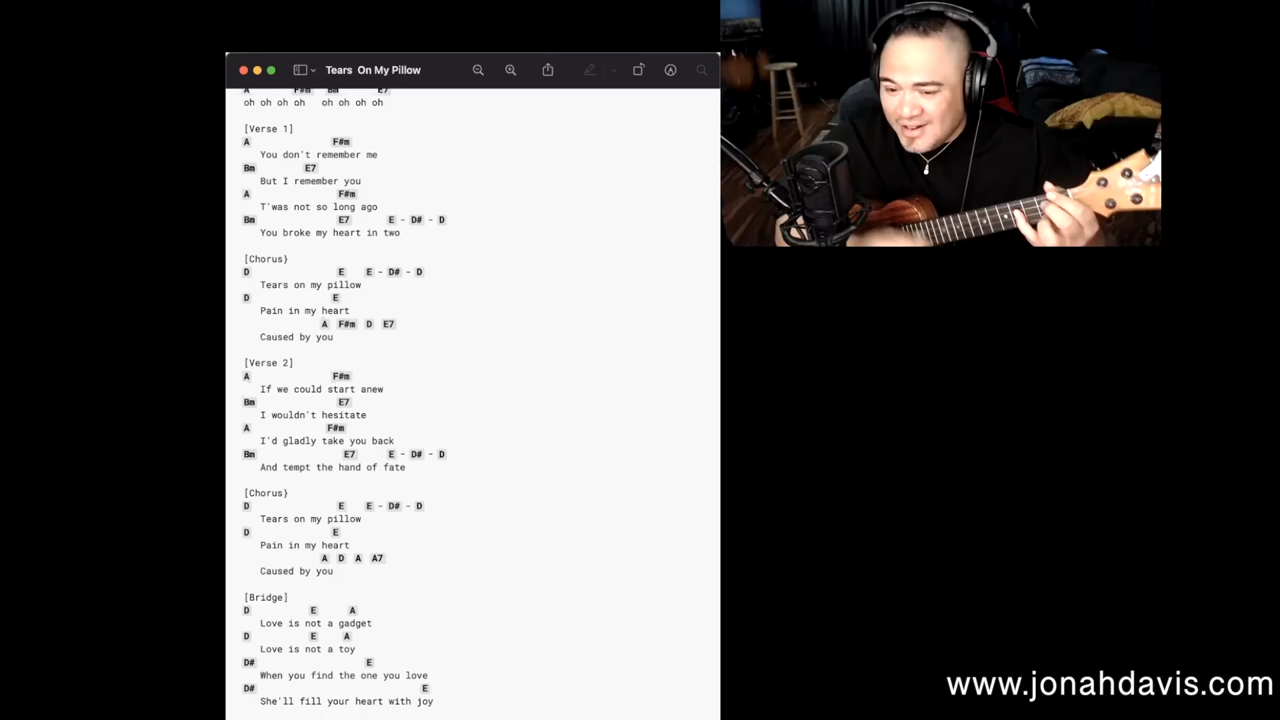 Tears On My Pillow
A F#m Bm E7
oh oh oh oh oh oh oh oh
[Verse 1]
A F#m
You don't remember me
Bm E7
But I remember you
A F#m
T'was not so long ago
Bm E7 E - D# - D
You broke my heart in two
[Chorus}
D E E - D# - D
Tears on my pillow
D E
Pain in my heart
A F#m D E7
Caused by you
[Verse 2]
A F#m
If we could start anew
Bm E7
I wouldn't hesitate
A F#m
I'd gladly take you back
Bm E7 E - D# - D
And tempt the hand of fate
[Chorus}
D E E - D# - D
Tears on my pillow
D E
Pain in my heart
A D A A7
Caused by you
[Bridge]
D E A
Love is not a gadget
D E A
Love is not a toy
D# E
When you find the one you love
D# E
She'll fill your heart with joy
www.jonahdavis.com